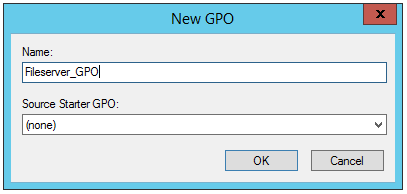 New GPO
x
Name:
Fileserver_GPO
Source Starter GPO:
(none)
OK Cancel